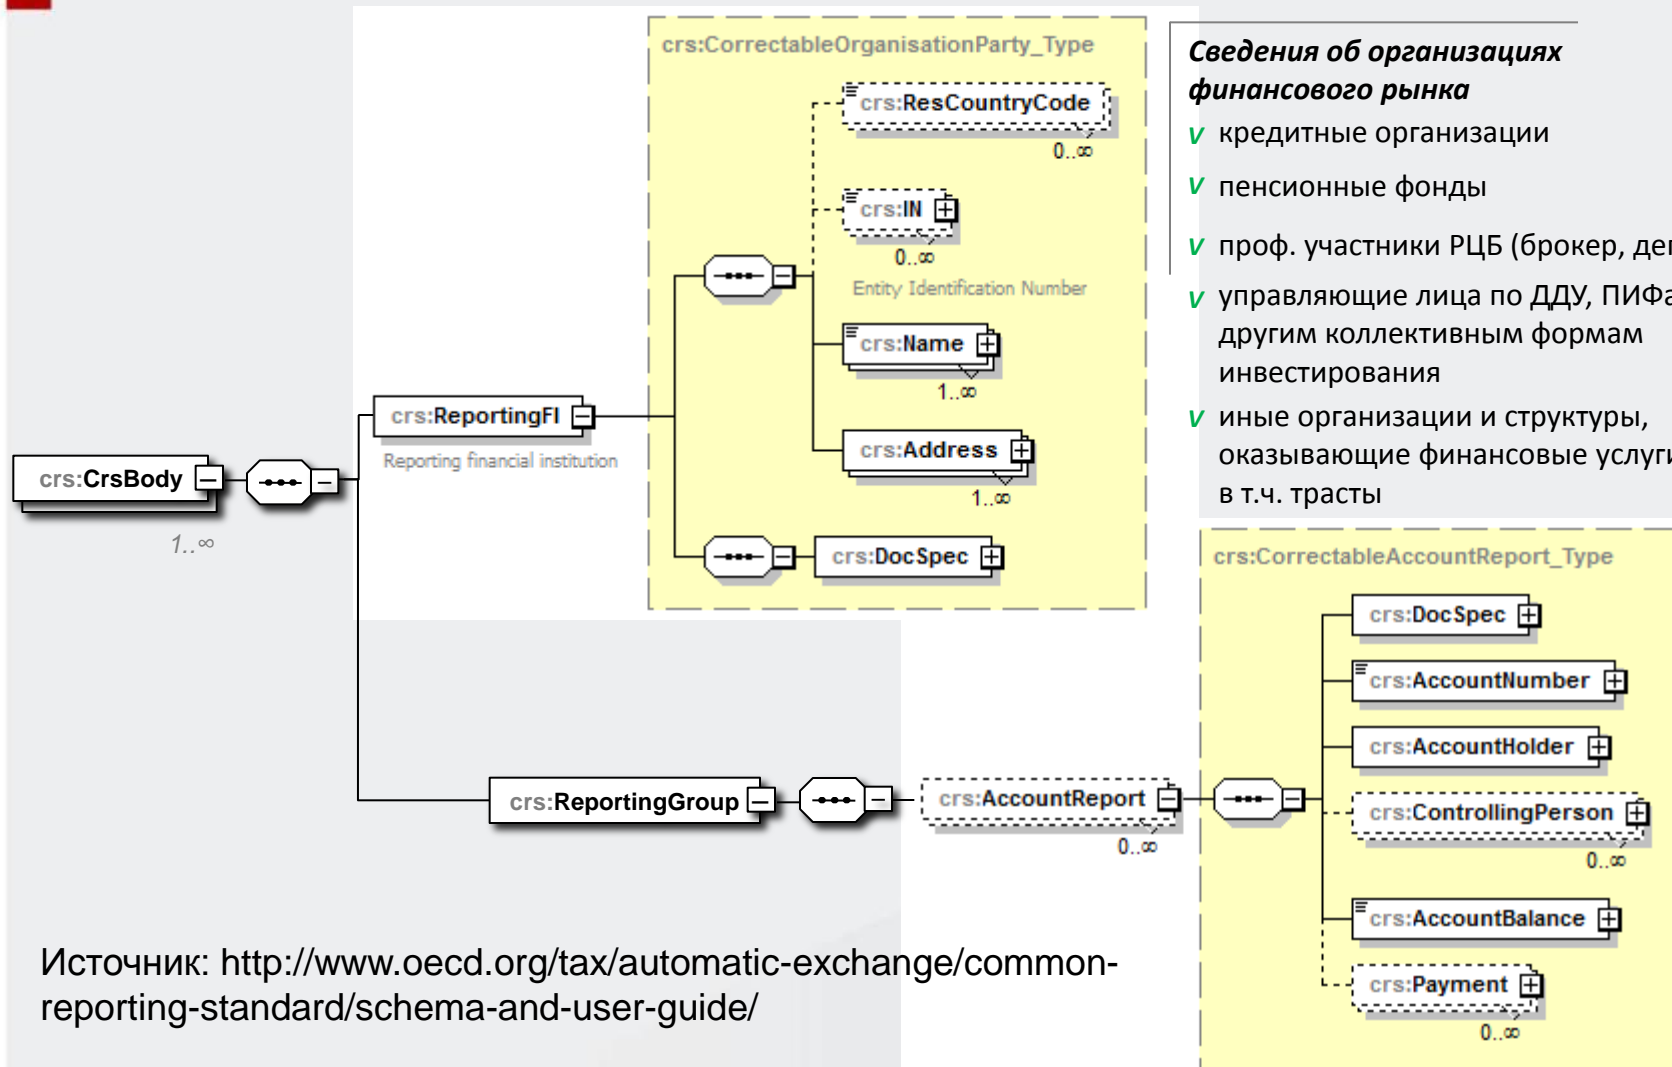 crs:CorrectableOrganisationParty_Type
crs:ResCountryCode
0..∞
crs:IN
0..∞
Entity Identification Number
crs:Name
1..∞
crs:Address
1..∞
crs:DocSpec
crs:ReportingFI
Reporting financial institution
crs:CrsBody
1..∞
Сведения об организациях
финансового рынка
v кредитные организации
v пенсионные фонды
v проф. участники РЦБ (брокер,
v управляющие лица по ДДУ,
другим коллективным формам
инвестирования
v иные организации и структуры,
оказывающие финансовые услуги
в т.ч. трасты
crs:CorrectableAccountReport_Type
crs:DocSpec
crs:AccountNumber
crs:AccountHolder
crs:ControllingPerson
0..∞
crs:AccountBalance
crs:Payment
0..∞
crs:ReportingGroup
crs:AccountReport
0..∞
Источник: http://www.oecd.org/tax/automatic-exchange/common-
reporting-standard/schema-and-user-guide/